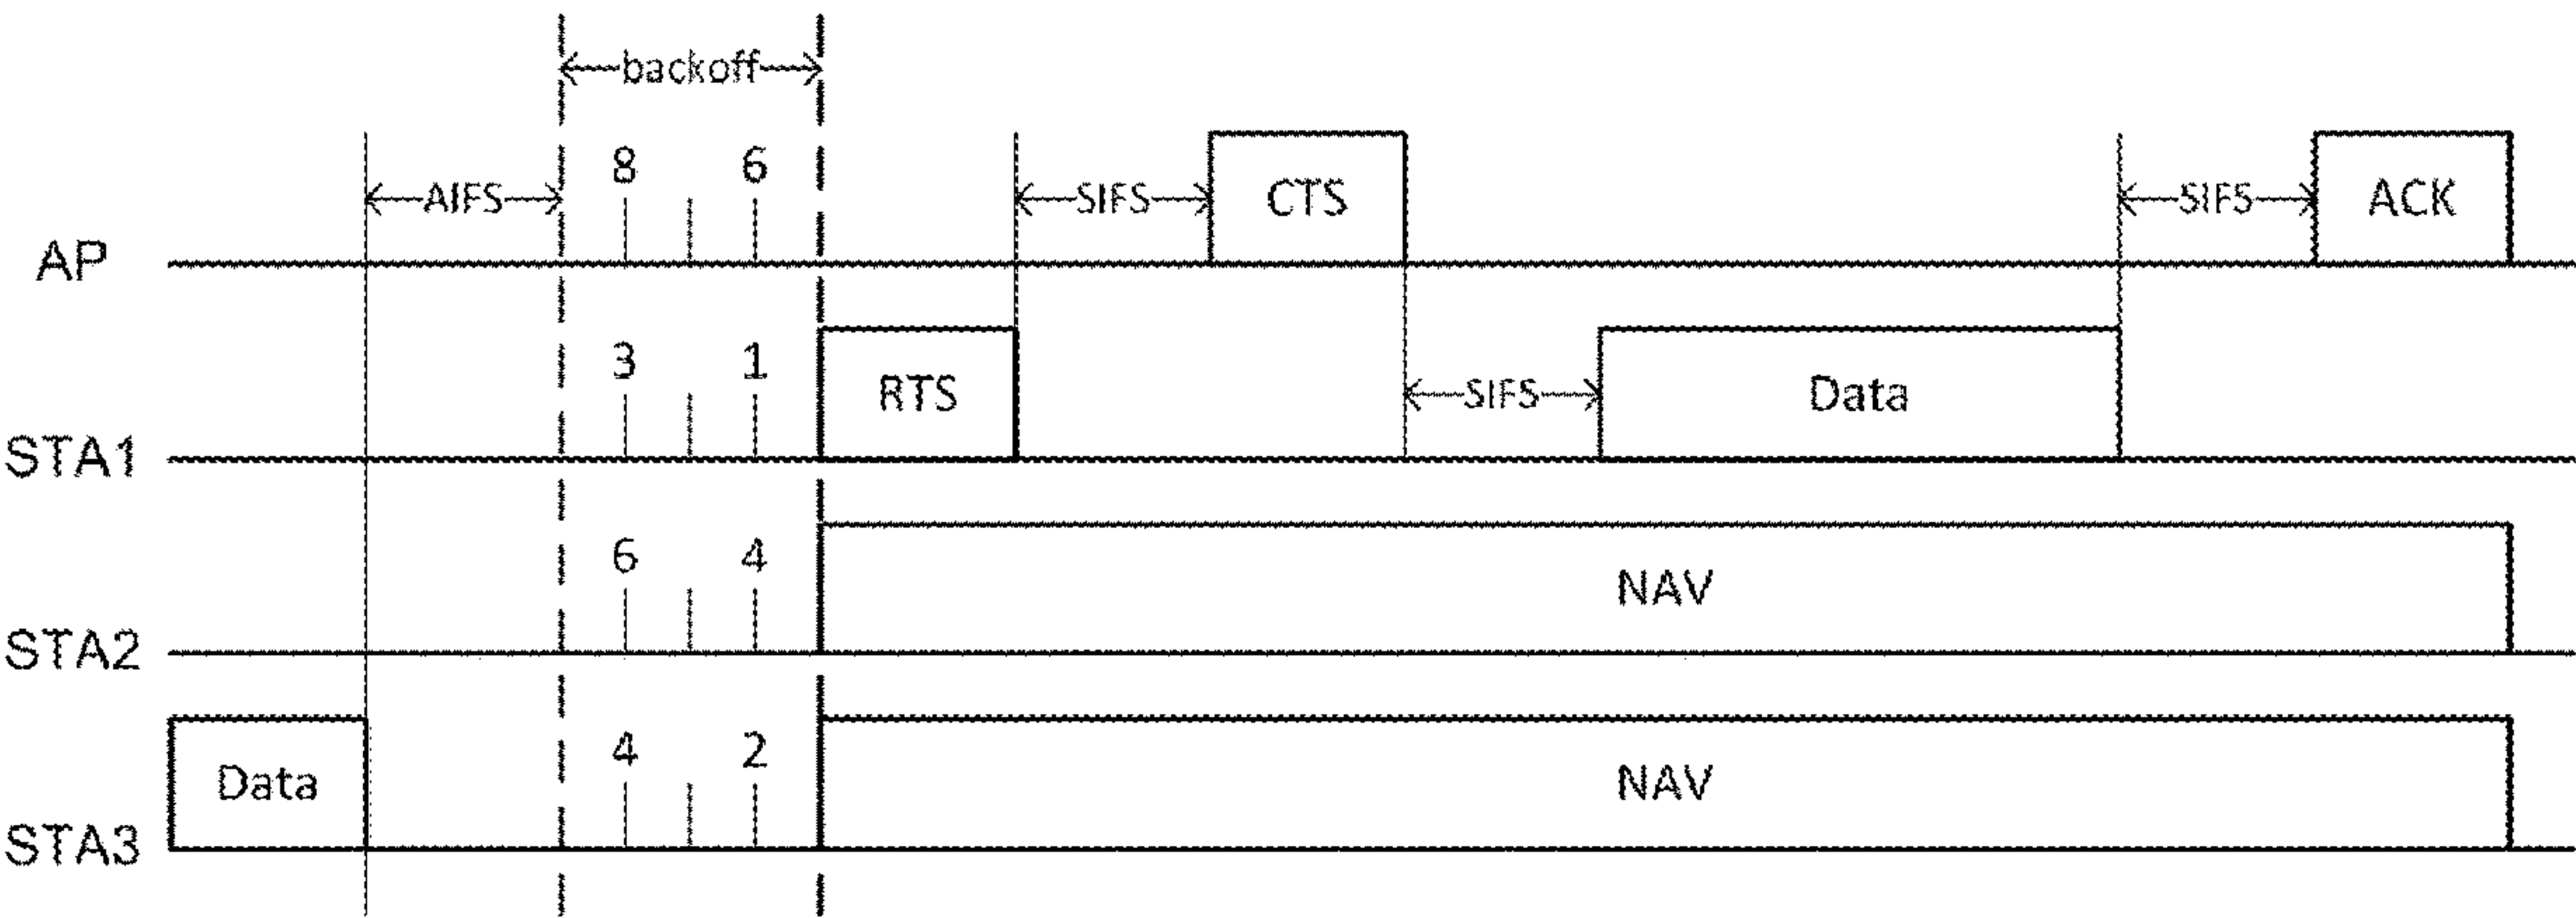 backoff
8 6
AIFS SIFS CTS SIFS ACK
AP
3 1
RTS SIFS Data
STA1
6 4
NAV
STA2
4 2
Data NAV
STA3